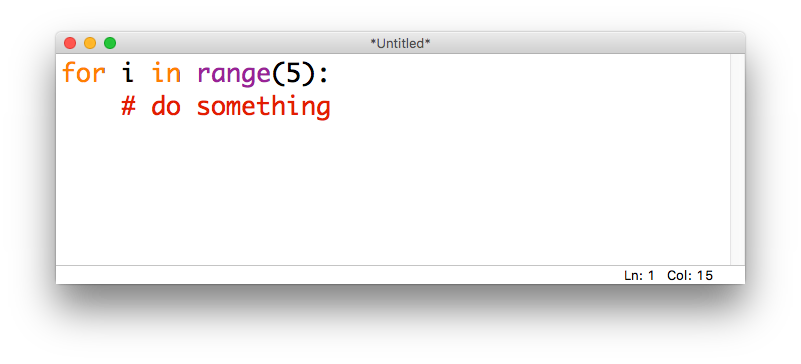 *Untitled*
for i in range(5):
    # do something
Ln: 1 Col: 15